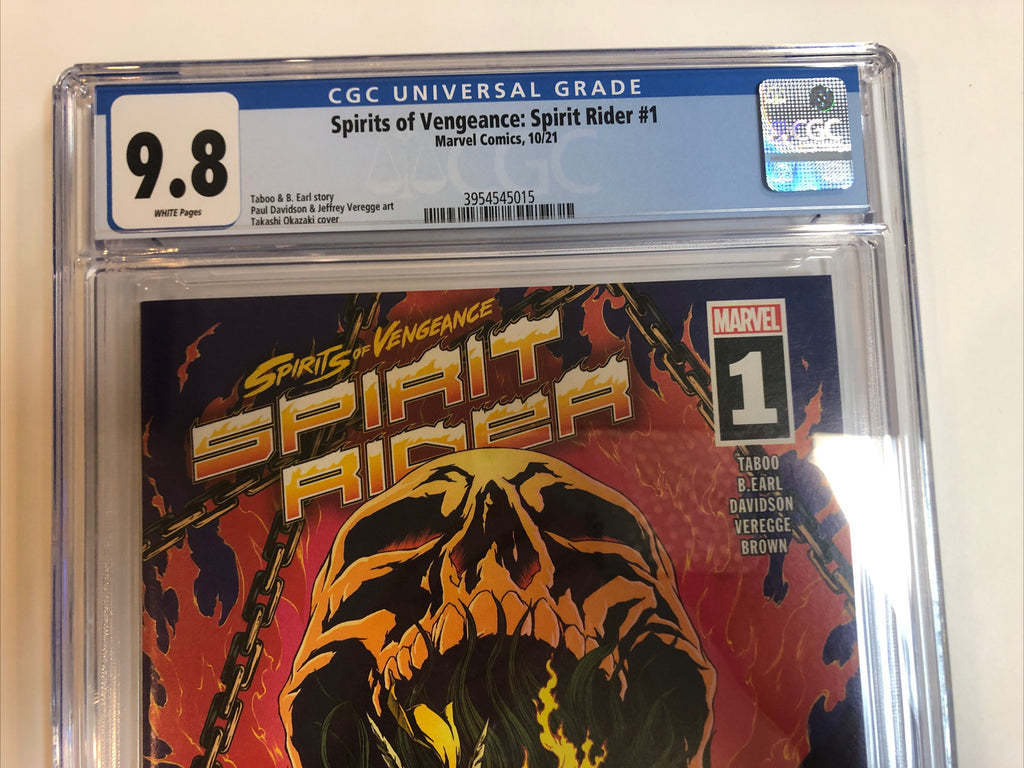 CGC UNIVERSAL GRADE
9.8
WHITE Pages
Spirits of Vengeance: Spirit Rider #1
Marvel Comics, 10/21
Taboo & B. Earl story
Paul Davidson & Jeffrey Veregge art
Takashi Okazaki cover
3954545015
CGC
CGC
SPIRITS OF VENGEANCE
SPIRIT
RIDER
MARVEL
1
TABOO
B.EARL
DAVIDSON
VEREGGE
BROWN